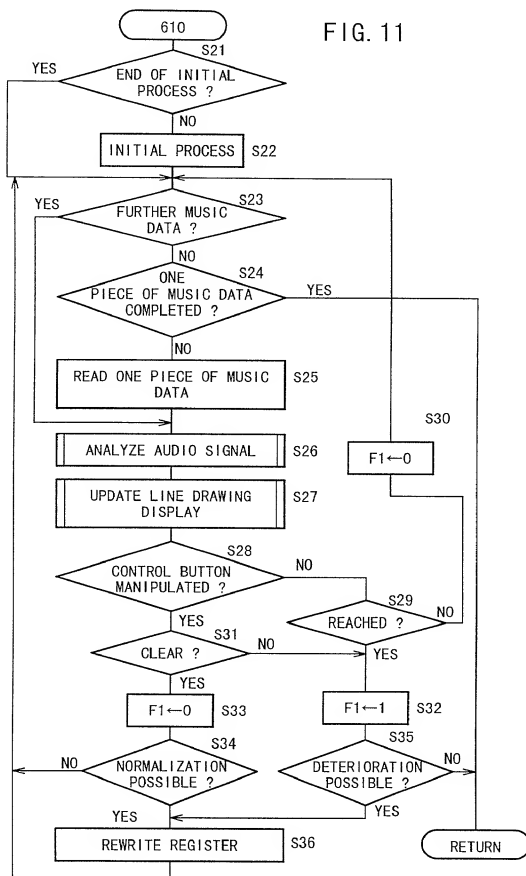 FIG. 11
610
S21
YES
END OF INITIAL
PROCESS ?
NO
INITIAL PROCESS
S22
S23
YES
FURTHER MUSIC
DATA ?
NO
S24
ONE
PIECE OF MUSIC DATA
COMPLETED ?
YES
NO
READ ONE PIECE OF MUSIC
DATA
S25
S30
F1←0
ANALYZE AUDIO SIGNAL
S26
UPDATE LINE DRAWING
DISPLAY
S27
S28
CONTROL BUTTON
MANIPULATED ?
NO
S29
REACHED ?
NO
YES
YES
S31
CLEAR ?
NO
YES
F1←0
S33
F1←1
S32
S34
NORMALIZATION
POSSIBLE ?
NO
YES
S35
DETERIORATION
POSSIBLE ?
NO
YES
REWRITE REGISTER
S36
RETURN